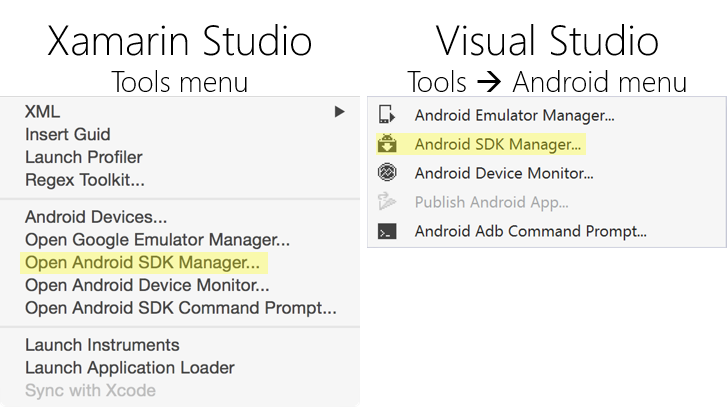 Xamarin Studio
Tools menu
XML
Insert Guid
Launch Profiler
Regex Toolkit...
Android Devices...
Open Google Emulator Manager...
Open Android SDK Manager...
Open Android Device Monitor...
Open Android SDK Command Prompt...
Launch Instruments
Launch Application Loader
Sync with Xcode
Visual Studio
Tools → Android menu
Android Emulator Manager...
Android SDK Manager...
Android Device Monitor...
Publish Android App...
Android Adb Command Prompt...